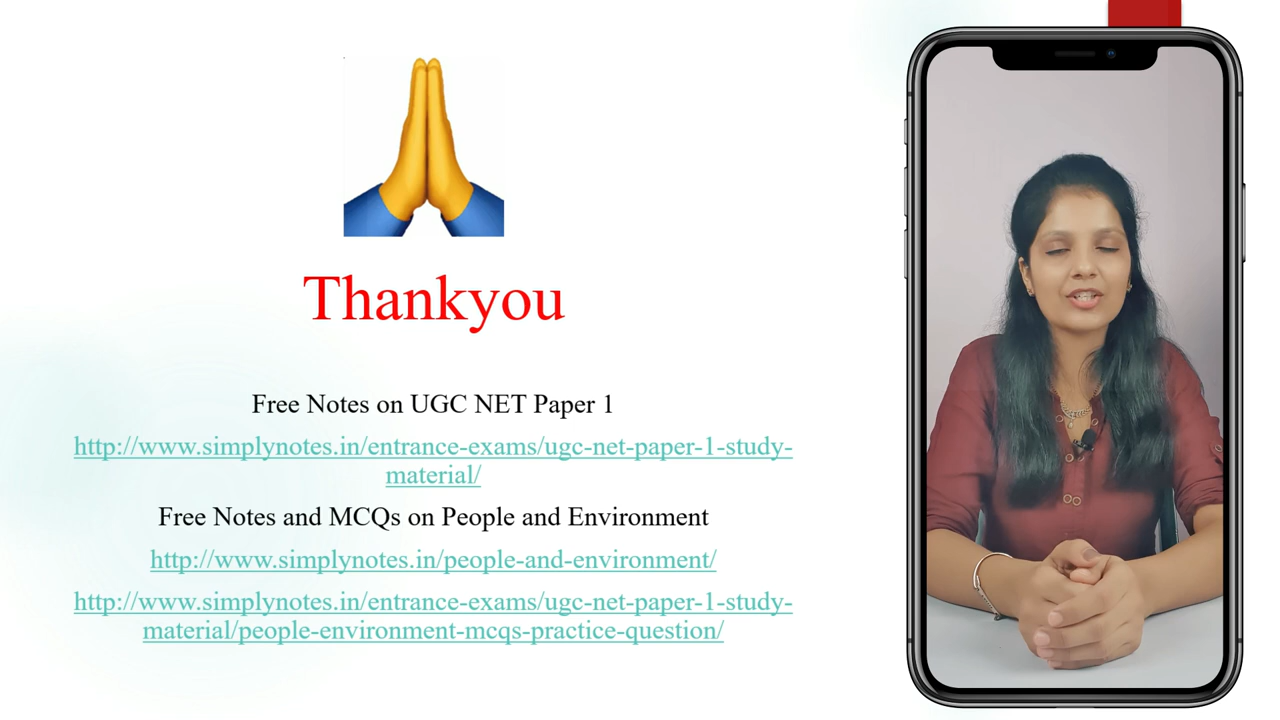 Thankyou
Free Notes on UGC NET Paper 1
http://www.simplynotes.in/entrance-exams/ugc-net-paper-1-study-
material/
Free Notes and MCQs on People and Environment
http://www.simplynotes.in/people-and-environment/
http://www.simplynotes.in/entrance-exams/ugc-net-paper-1-study-
material/people-environment-mcqs-practice-question/